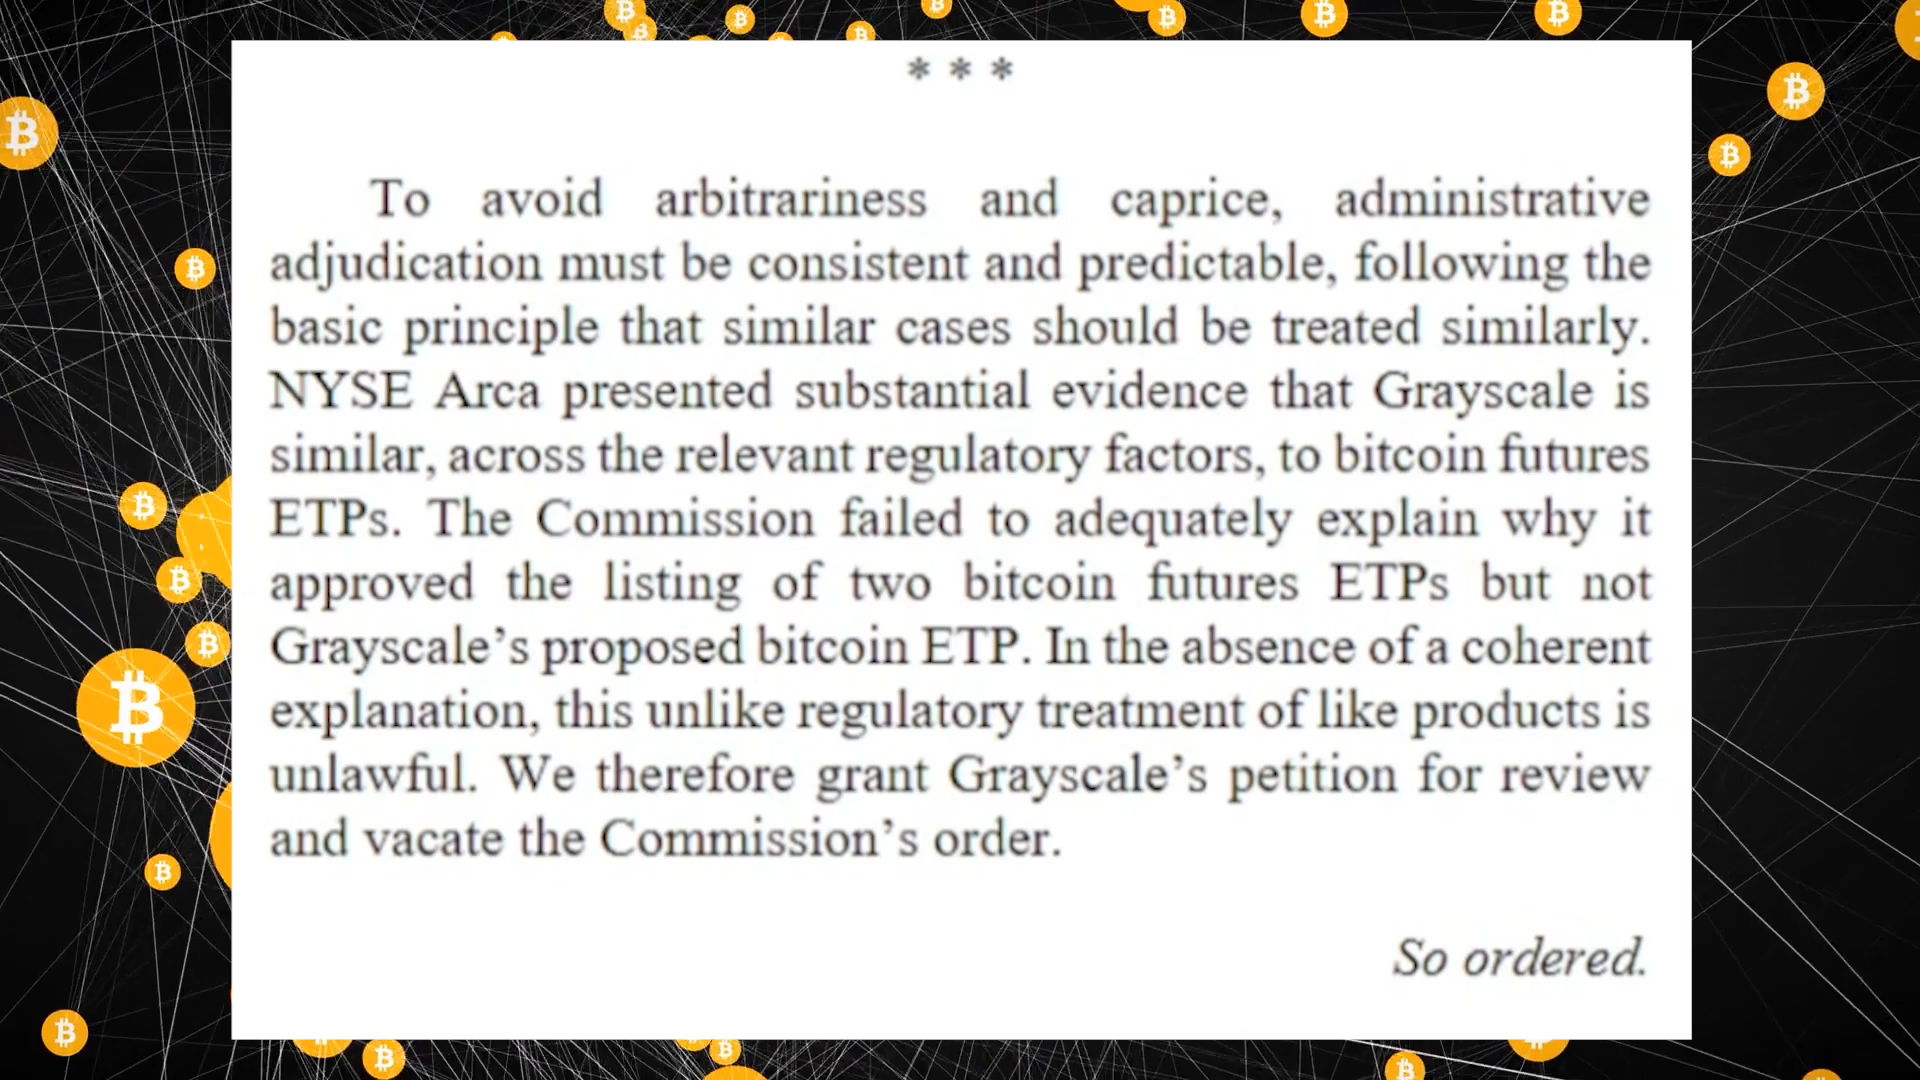 * * *
To avoid arbitrariness and caprice, administrative
adjudication must be consistent and predictable, following the
basic principle that similar cases should be treated similarly.
NYSE Arca presented substantial evidence that Grayscale is
similar, across the relevant regulatory factors, to bitcoin futures
ETPs. The Commission failed to adequately explain why it
approved the listing of two bitcoin futures ETPs but not
Grayscale’s proposed bitcoin ETP. In the absence of a coherent
explanation, this unlike regulatory treatment of like products is
unlawful. We therefore grant Grayscale’s petition for review
and vacate the Commission’s order.
So ordered.